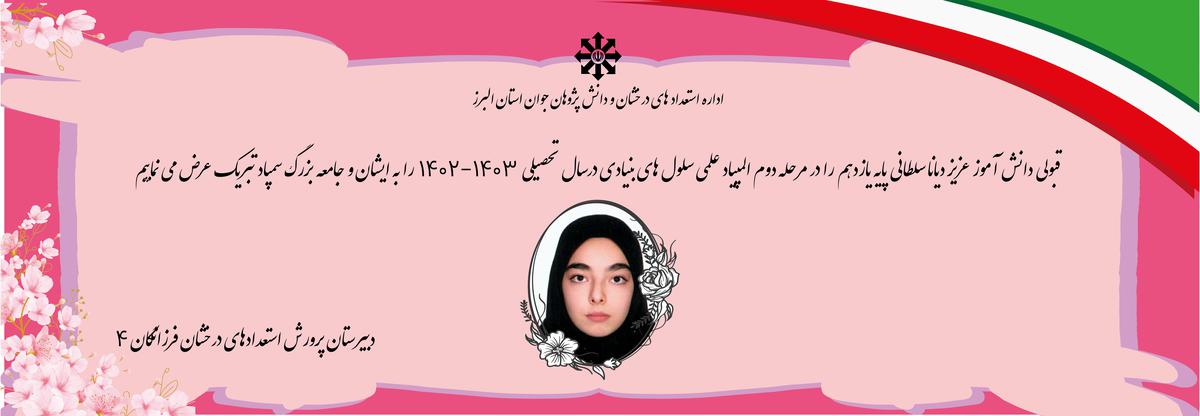 اداره استعدادهای درخشان و دانش پژوهان جوان استان البرز
قبولی دانش آموز عزیز دیانا سلطانی پایه یازدهم را در مرحله دوم المپیاد علمی سلول های بنیادی درسال تحصیلی ۱۴۰۳-۱۴۰۲ را به ایشان و جامعه بزرگ سمپاد تبریک عرض می نماییم
دبیرستان پرورش استعدادهای درخشان فرزانگان ۴